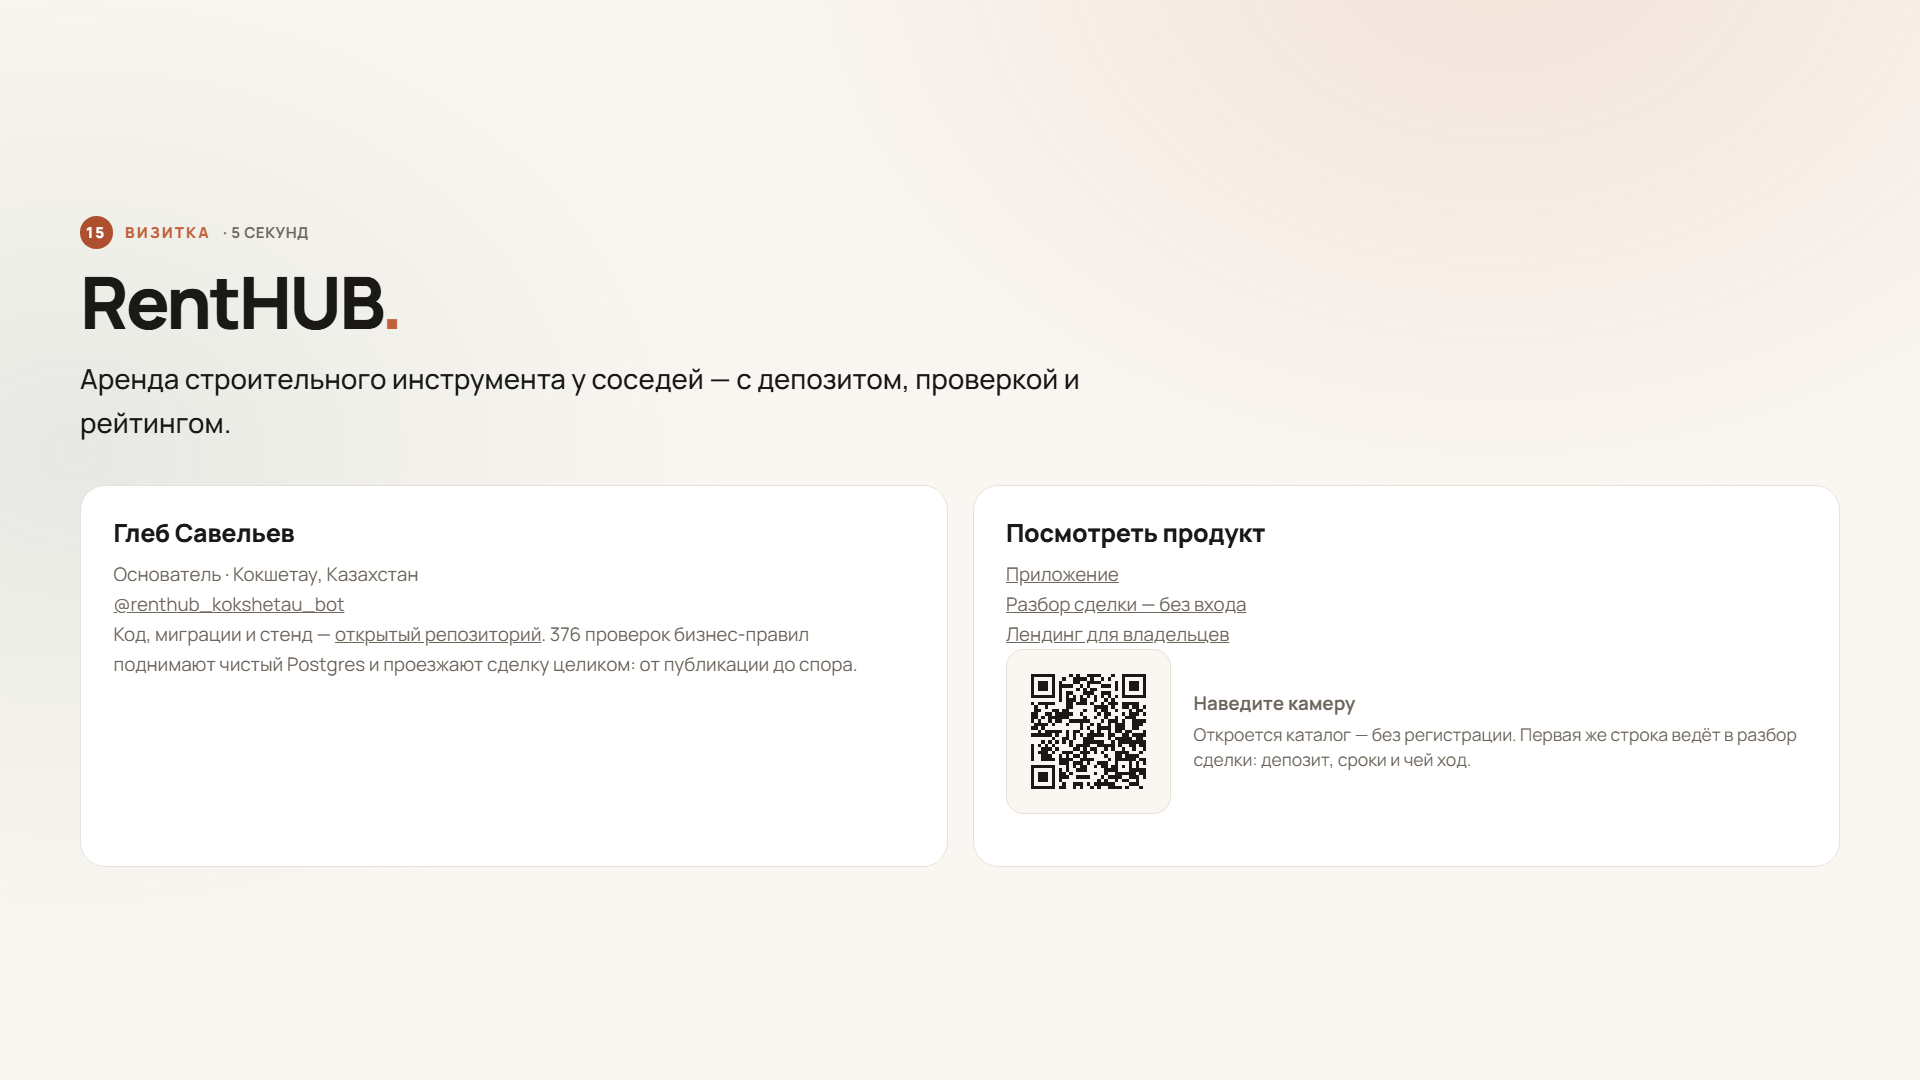 15 ВИЗИТКА · 5 СЕКУНД
RentHUB.
Аренда строительного инструмента у соседей — с депозитом, проверкой и
рейтингом.
Глеб Савельев
Основатель · Кокшетау, Казахстан
@renthub_kokshetau_bot
Код, миграции и стенд — открытый репозиторий. 376 проверок бизнес-правил
поднимают чистый Postgres и проезжают сделку целиком: от публикации до спора.
Посмотреть продукт
Приложение
Разбор сделки — без входа
Лендинг для владельцев
Наведите камеру
Откроется каталог — без регистрации. Первая же строка ведёт в разбор
сделки: депозит, сроки и чей ход.